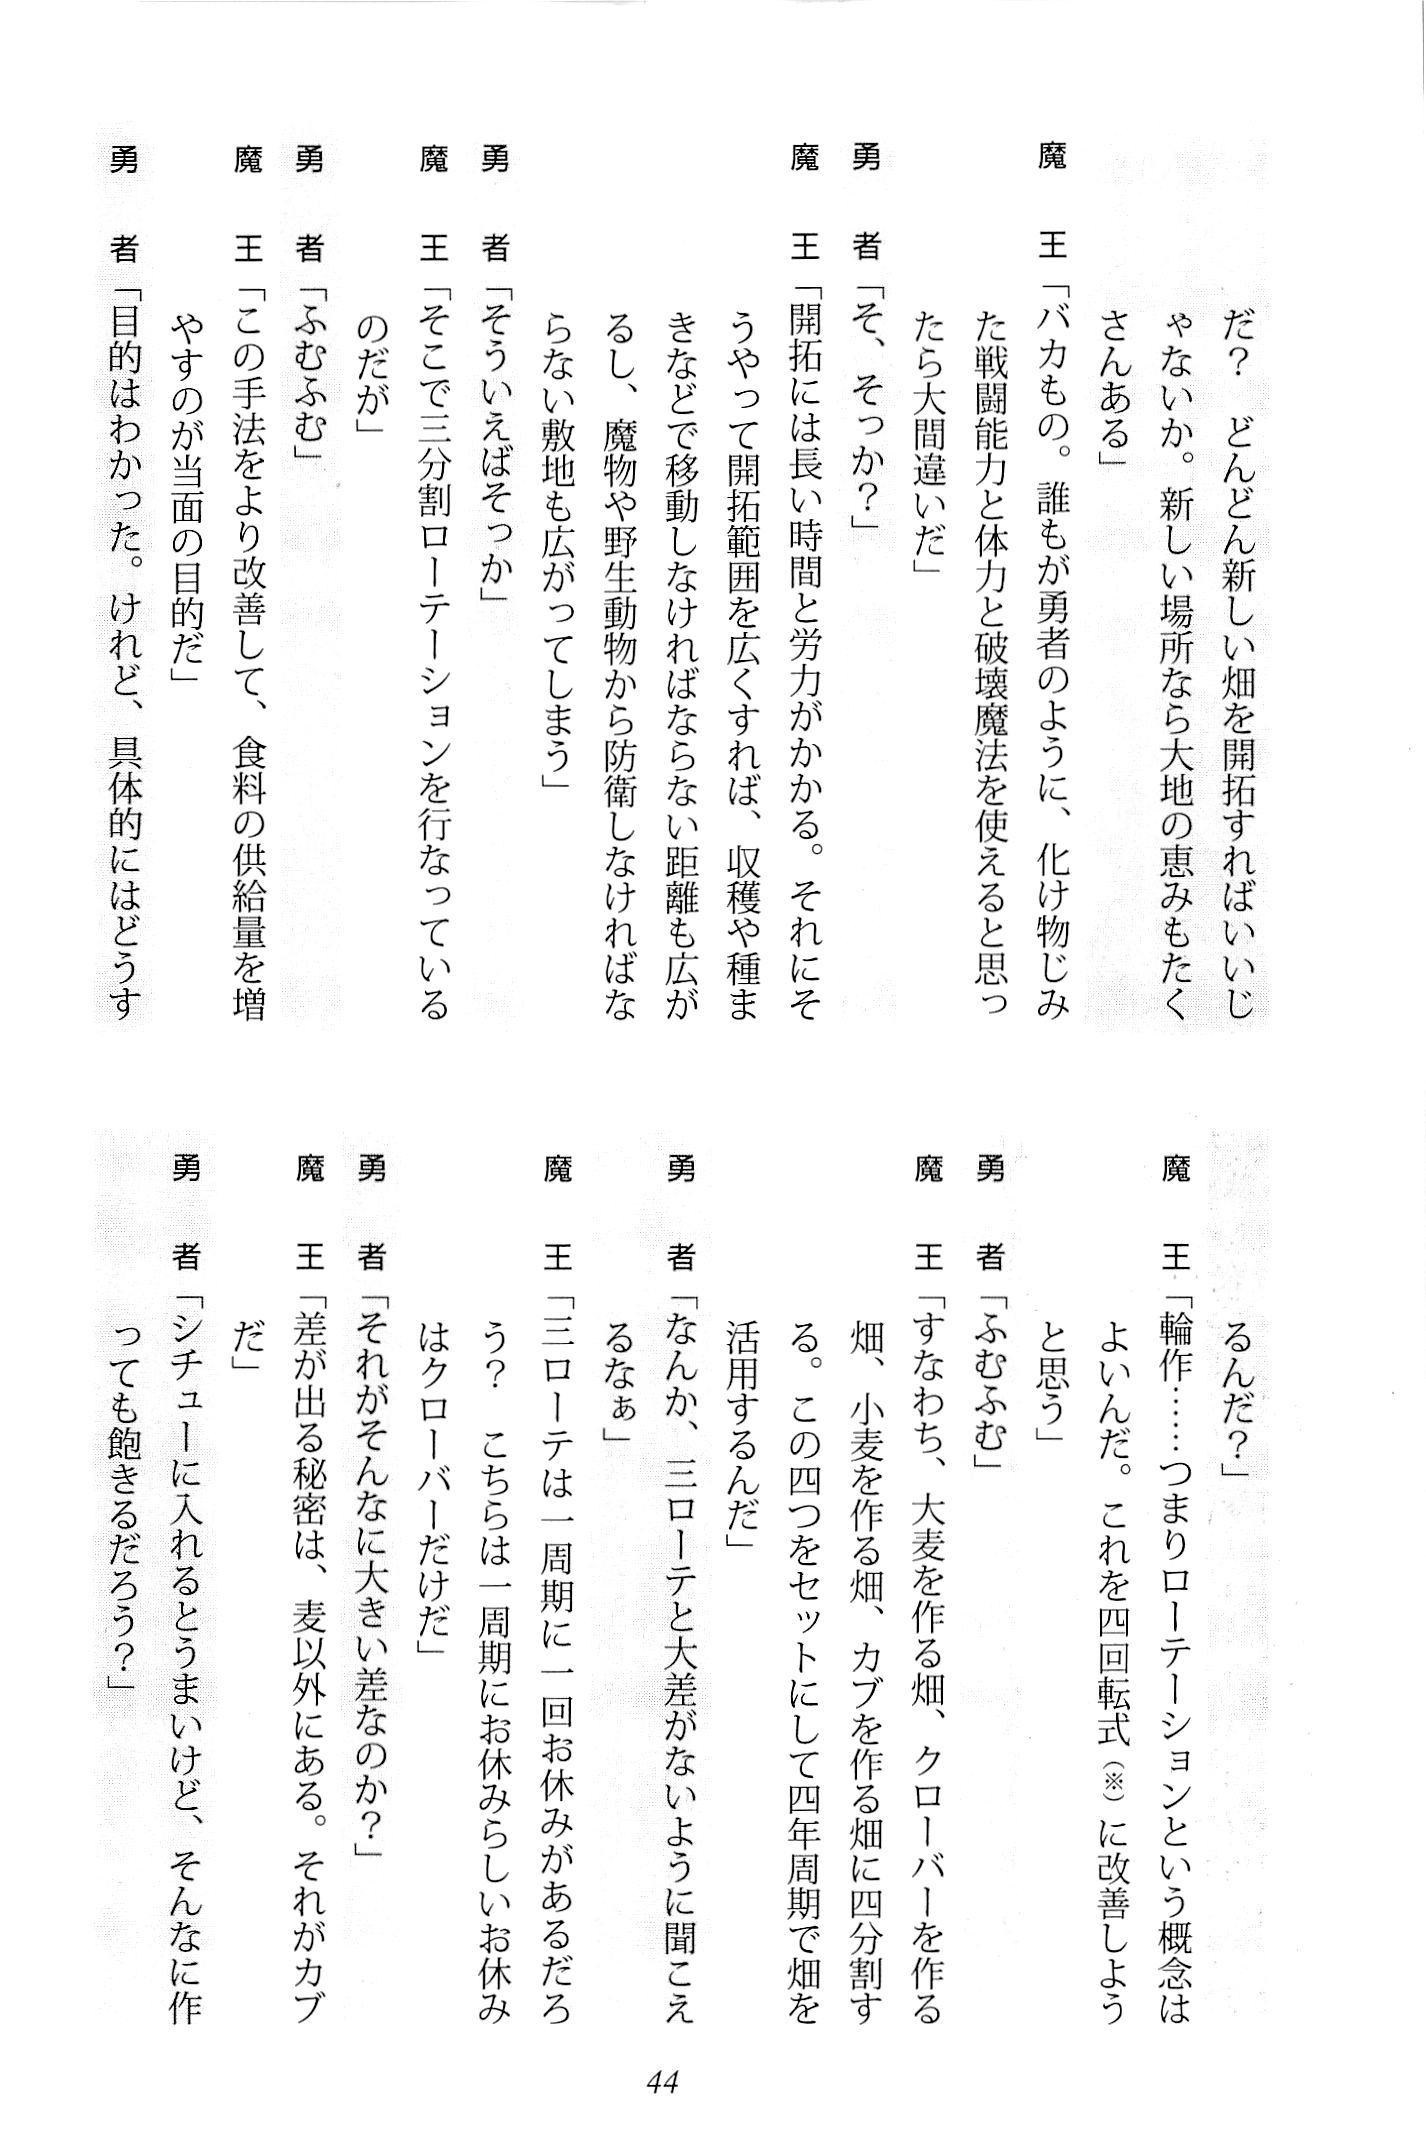 だ？　どんどん新しい畑を開拓すればいいじ
ゃないか。新しい場所なら大地の恵みもたく
さんある」
魔　王「バカもの。誰もが勇者のように、化け物じみ
た戦闘能力と体力と破壊魔法を使えると思っ
たら大間違いだ」
勇　者「そ、そっか？」
魔　王「開拓には長い時間と労力がかかる。それにそ
うやって開拓範囲を広くすれば、収穫や種ま
きなどで移動しなければならない距離も広が
るし、魔物や野生動物から防衛しなければな
らない敷地も広がってしまう」
勇　者「そういえばそっか」
魔　王「そこで三分割ローテーションを行なっている
のだが」
勇　者「ふむふむ」
魔　王「この手法をより改善して、食料の供給量を増
やすのが当面の目的だ」
勇　者「目的はわかった。けれど、具体的にはどうす
るんだ？」
魔　王「輪作……つまりローテーションという概念は
よいんだ。これを四回転式（※）に改善しよう
と思う」
勇　者「ふむふむ」
魔　王「すなわち、大麦を作る畑、クローバーを作る
畑、小麦を作る畑、カブを作る畑に四分割す
る。この四つをセットにして四年周期で畑を
活用するんだ」
勇　者「なんか、三ローテと大差がないように聞こえ
るなぁ」
魔　王「三ローテは一周期に一回お休みがあるだろ
う？　こちらは一周期にお休みらしいお休み
はクローバーだけだ」
勇　者「それがそんなに大きい差なのか？」
魔　王「差が出る秘密は、麦以外にある。それがカブ
だ」
勇　者「シチューに入れるとうまいけど、そんなに作
っても飽きるだろう？」
44